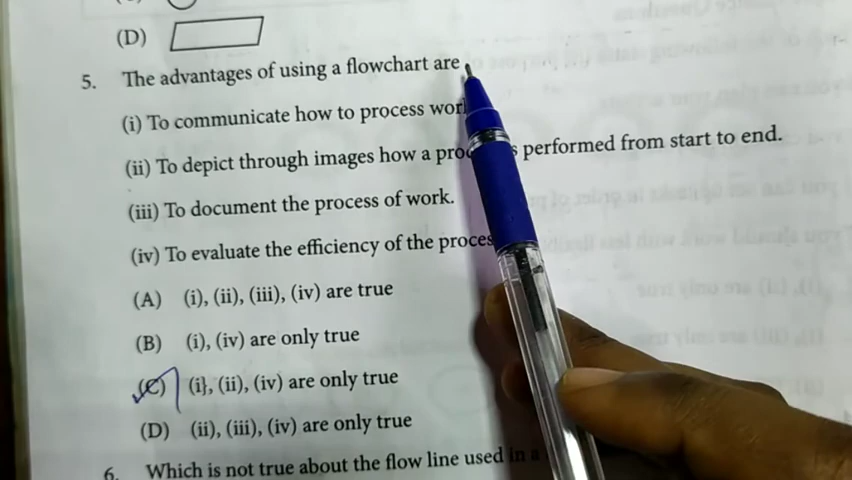 (D)
5. The advantages of using a flowchart are
(i) To communicate how to process
(ii) To depict through images how a performed from start to end.
(iii) To document the process of work.
(iv) To evaluate the efficiency of the
(A) (i), (ii), (iii), (iv) are true
(B) (i), (iv) are only true
(C) (i}, (ii), (iv) are only true
(D) (ii), (iii), (iv) are only true
6. Which is not true about the flow line used in a